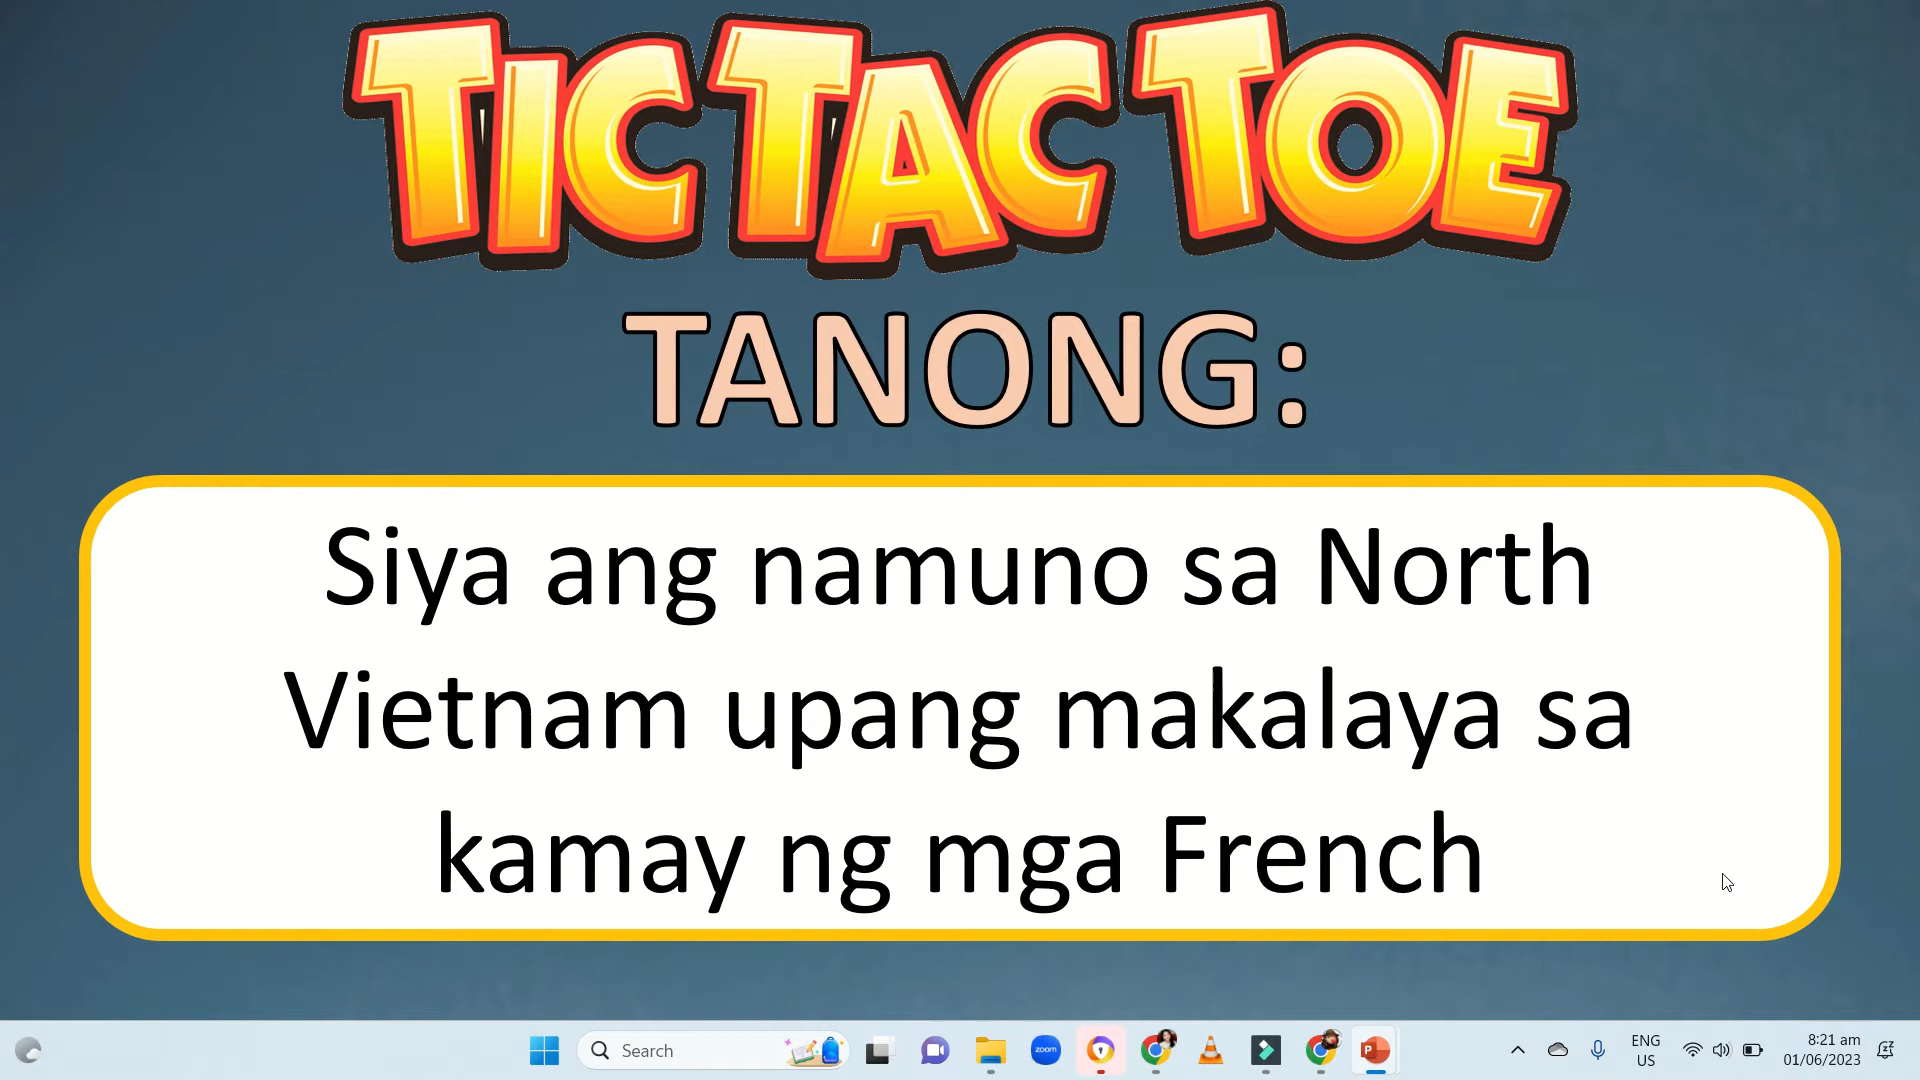 TIC TAC TOE
TANONG:
Siya ang namuno sa North
Vietnam upang makalaya sa
kamay ng mga French
Search
zoom
ENG
US
8:21 am
01/06/2023